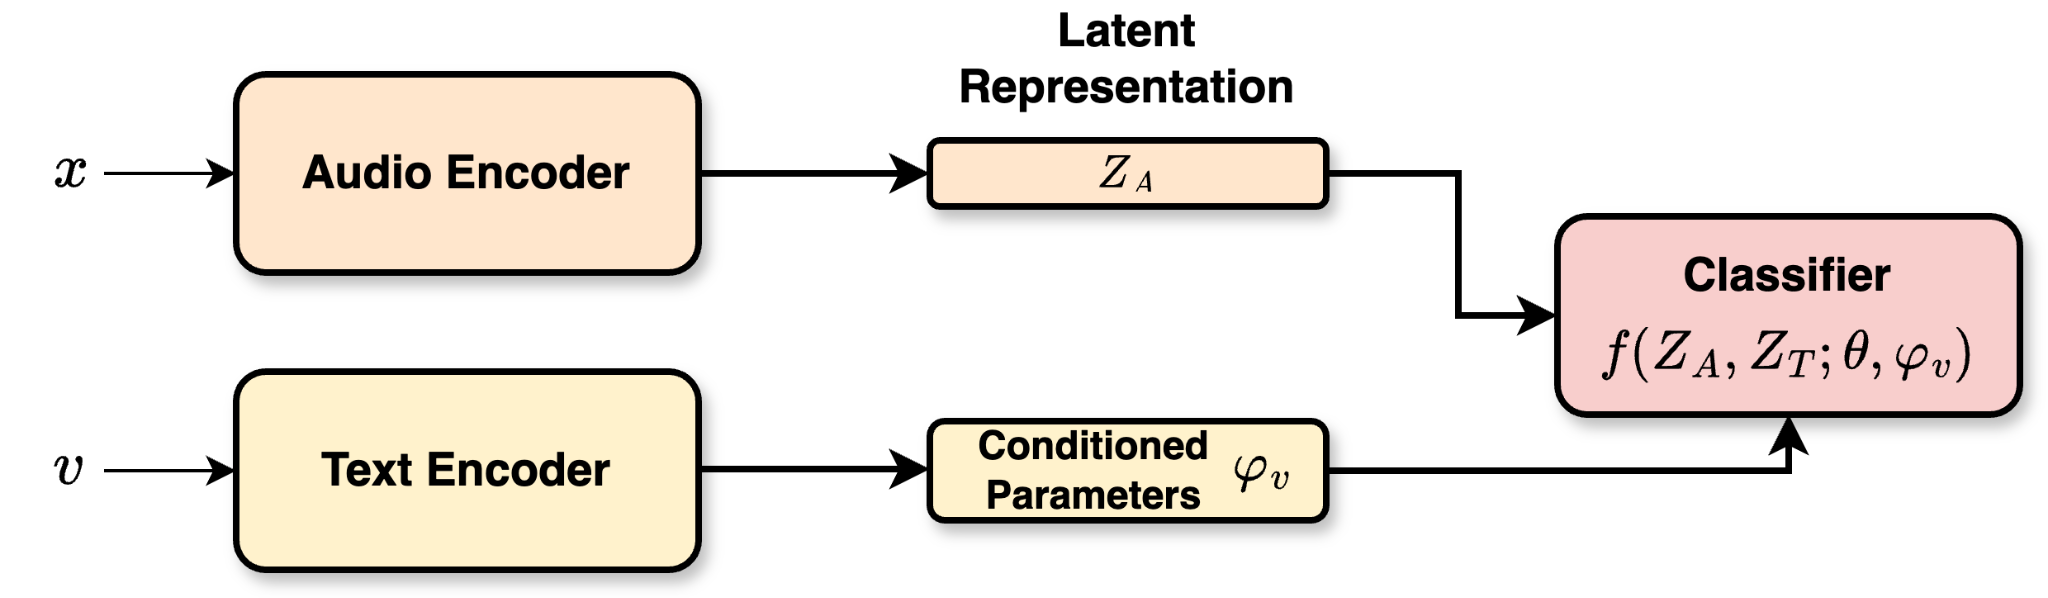 Latent
Representation
x
Audio Encoder
Z_A
Classifier
f(Z_A, Z_T; θ, φ_v)
v
Text Encoder
Conditioned
Parameters φ_v